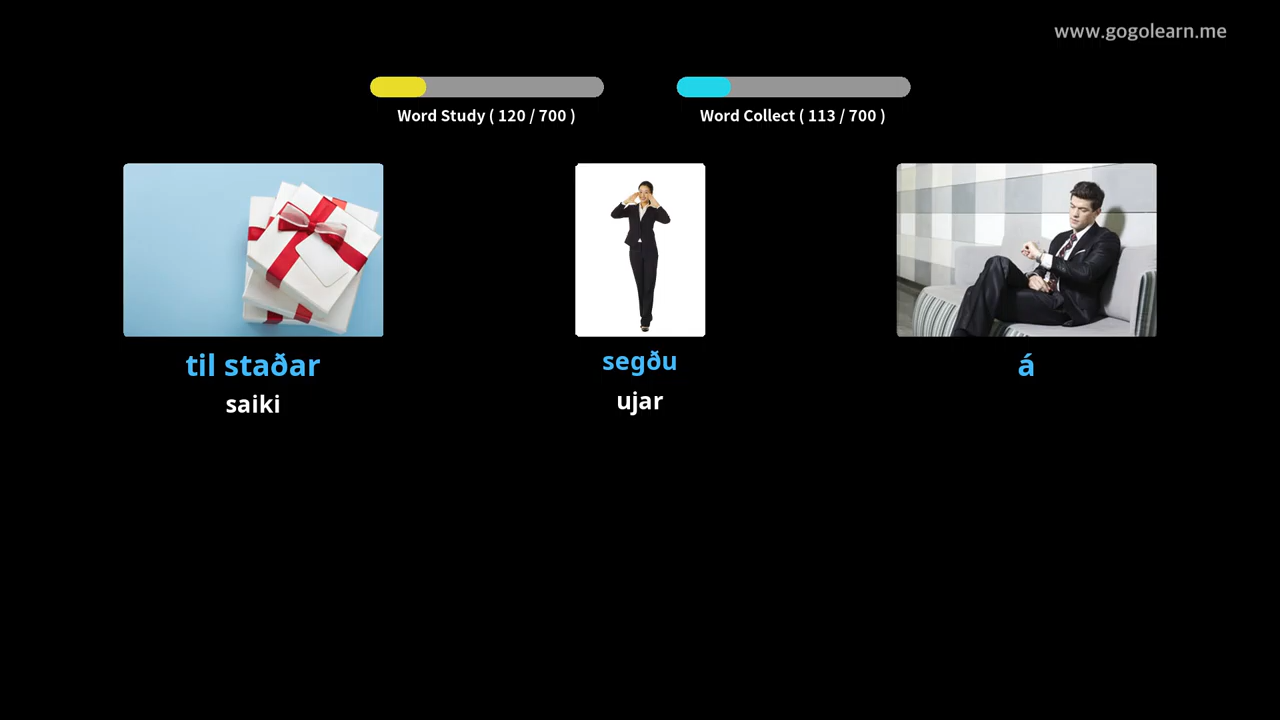 www.gogolearn.me
Word Study ( 120 / 700 )
Word Collect ( 113 / 700 )
til staðar
saiki
segðu
ujar
á